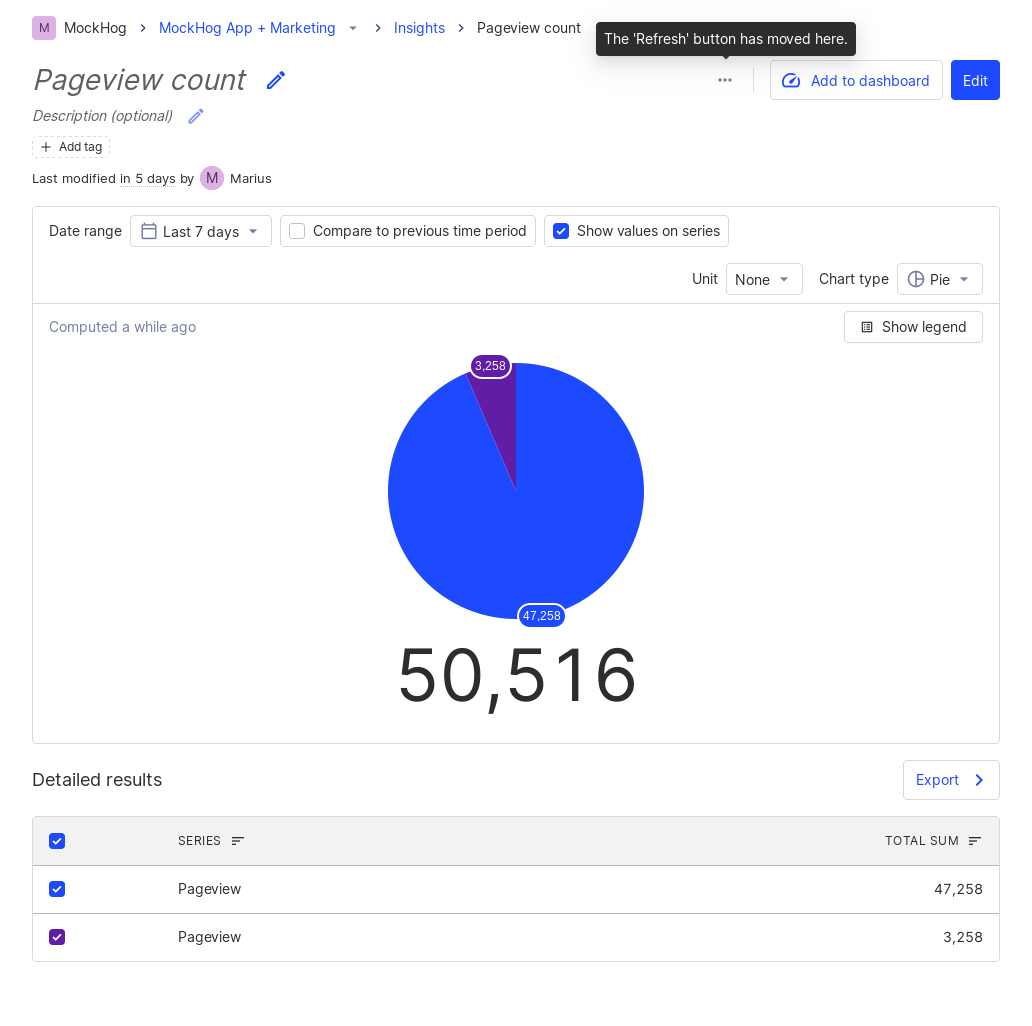 M MockHog > MockHog App + Marketing > Insights > Pageview count
The 'Refresh' button has moved here.
Pageview count
Add to dashboard
Edit
Description (optional)
Add tag
Last modified in 5 days by M Marius
Date range Last 7 days Compare to previous time period Show values on series
Unit None Chart type Pie
Computed a while ago
Show legend
3,258
47,258
50,516
Detailed results
Export
SERIES TOTAL SUM
Pageview 47,258
Pageview 3,258